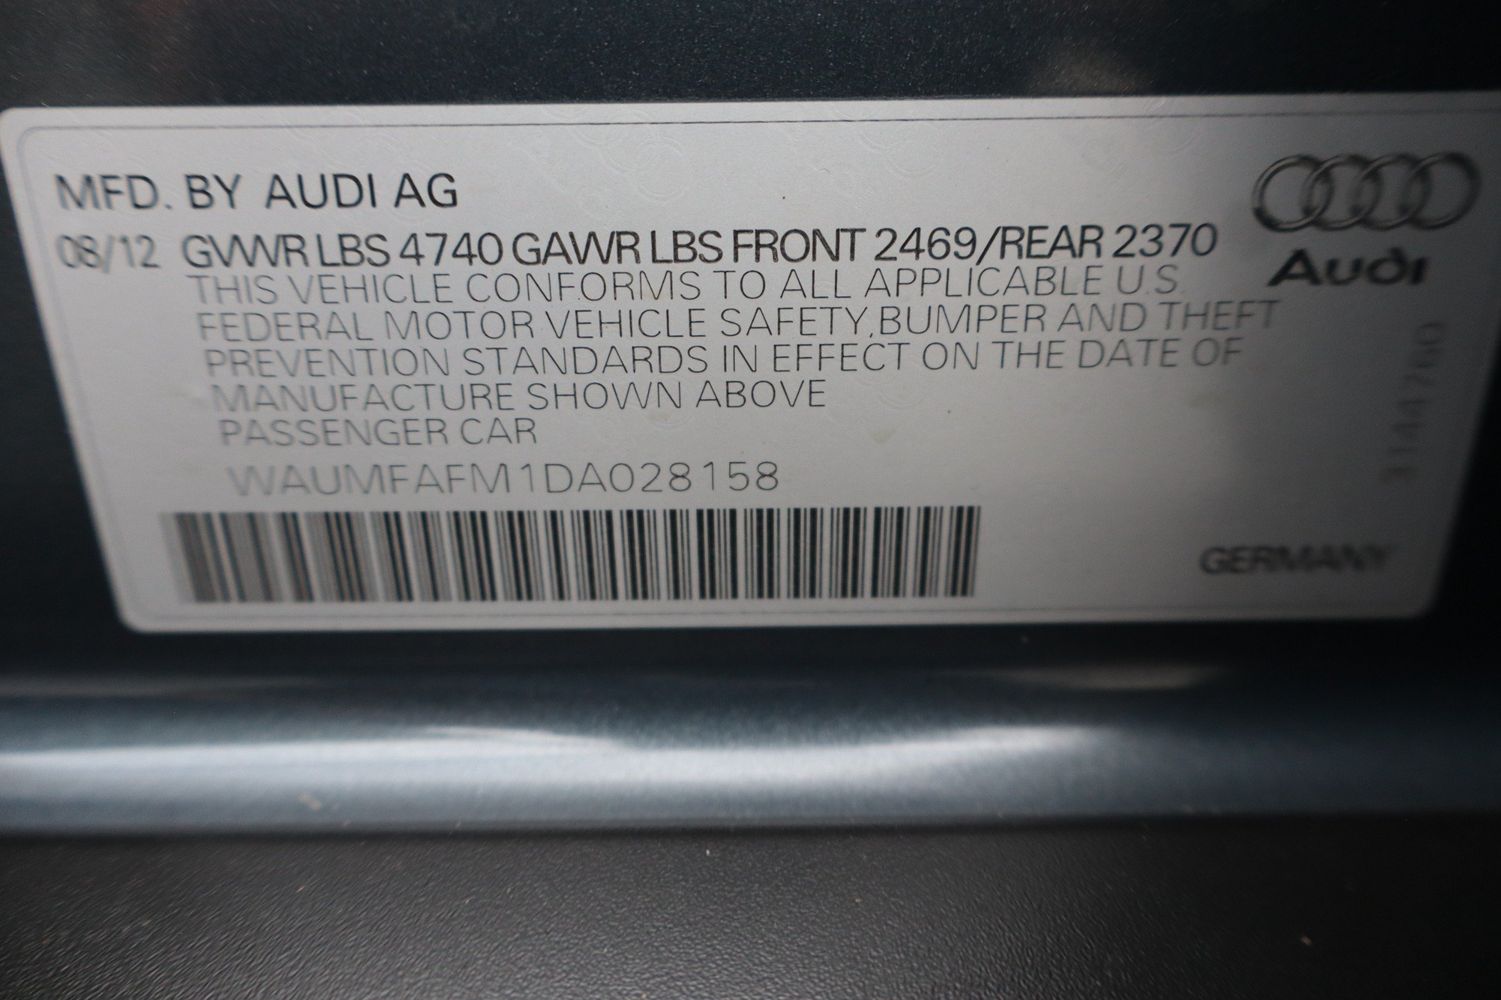 MFD. BY AUDI AG
08/12 GVWR LBS 4740 GAWR LBS FRONT 2469/REAR 2370
THIS VEHICLE CONFORMS TO ALL APPLICABLE U.S.
FEDERAL MOTOR VEHICLE SAFETY,BUMPER AND THEFT
PREVENTION STANDARDS IN EFFECT ON THE DATE OF
MANUFACTURE SHOWN ABOVE
PASSENGER CAR
WAUMFAFM1DA028158
Audi
3144760
GERMANY